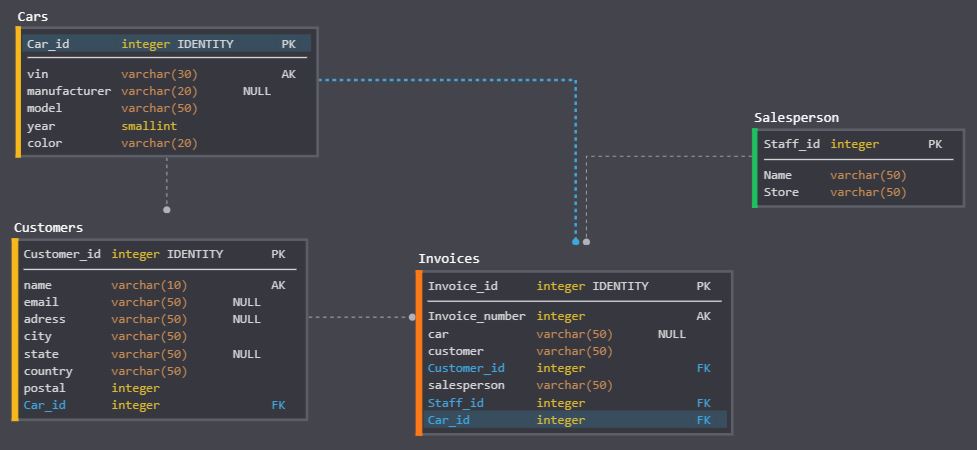 Cars
Car_id integer IDENTITY PK
vin varchar(30) AK
manufacturer varchar(20) NULL
model varchar(50)
year smallint
color varchar(20)
Salesperson
Staff_id integer PK
Name varchar(50)
Store varchar(50)
Customers
Customer_id integer IDENTITY PK
name varchar(10) AK
email varchar(50) NULL
adress varchar(50) NULL
city varchar(50)
state varchar(50) NULL
country varchar(50)
postal integer
Car_id integer FK
Invoices
Invoice_id integer IDENTITY PK
Invoice_number integer AK
car varchar(50) NULL
customer varchar(50)
Customer_id integer FK
salesperson varchar(50)
Staff_id integer FK
Car_id integer FK